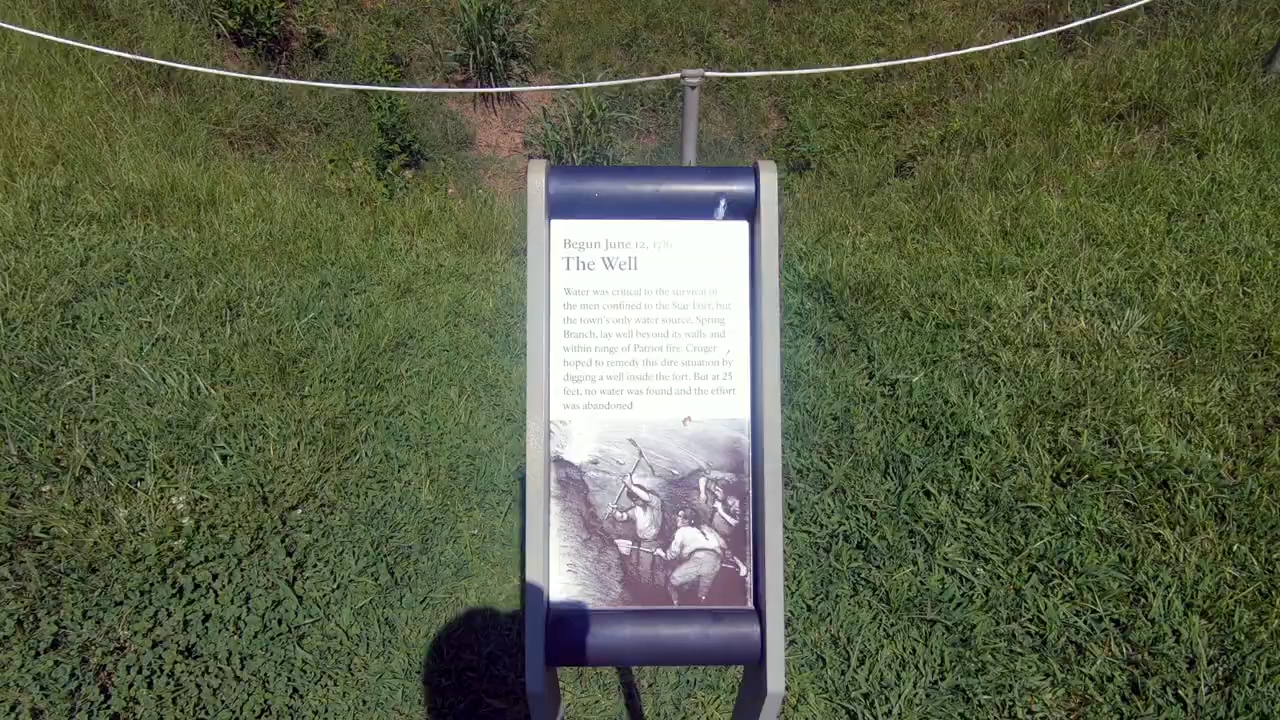 Begun June 12,
The Well
Water was critical to the survival of
the men confined to the Star Fort, but
the town's only water source, Spring
Branch, lay well beyond its walls and
within range of Patriot fire. Cruger
hoped to remedy this dire situation by
digging a well inside the fort. But at 25
feet, no water was found and the effort
was abandoned